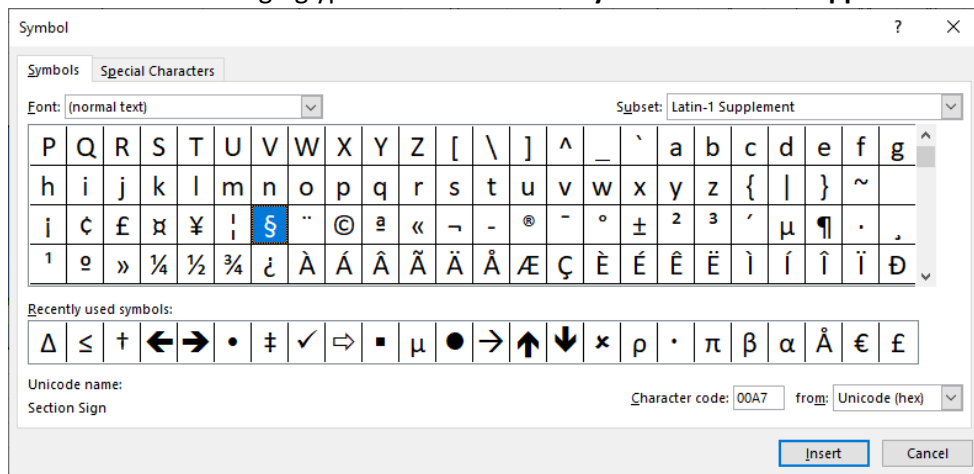 Symbol ? ×
Symbols Special Characters
Font: (normal text) Subset: Latin-1 Supplement
P Q R S T U V W X Y Z [ \ ] ^ _ ` a b c d e f g
h i j k l m n o p q r s t u v w x y z { | } ~
¡ ¢ £ ¤ ¥ ¦ § ¨ © ª « ¬ - ® ¯ ° ± ² ³ ´ µ ¶ · ¸
¹ º » ¼ ½ ¾ ¿ À Á Â Ã Ä Å Æ Ç È É Ê Ë Ì Í Î Ï Ð
Recently used symbols:
Δ ≤ † 🡸 🡺 • ‡ ✓ ⇨ ▪ µ ● → 🡹 🡻 × ρ · π β α Å € £
Unicode name:
Section Sign
Character code: 00A7 from: Unicode (hex)
Insert Cancel